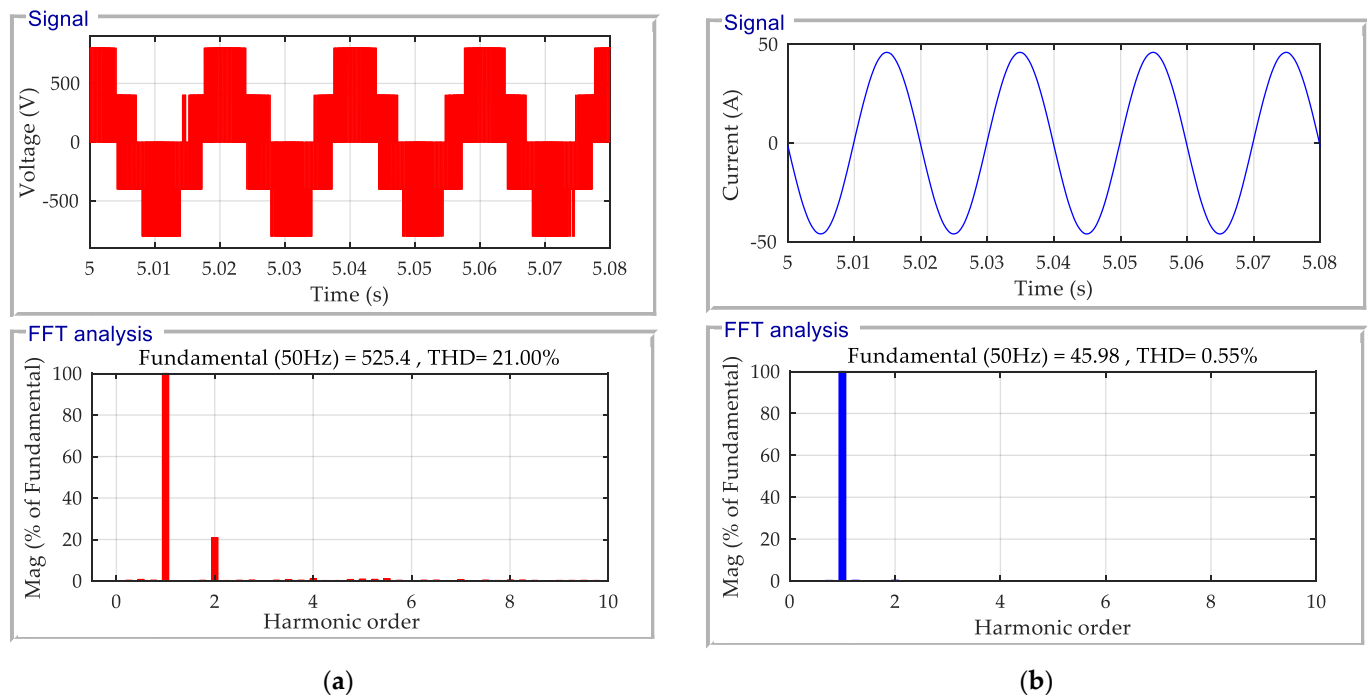 Signal
Voltage (V)
500
0
-500
5 5.01 5.02 5.03 5.04 5.05 5.06 5.07 5.08
Time (s)
FFT analysis
Fundamental (50Hz) = 525.4 , THD= 21.00%
Mag (% of Fundamental)
100
80
60
40
20
0
0 2 4 6 8 10
Harmonic order
(a)
Signal
Current (A)
50
0
-50
5 5.01 5.02 5.03 5.04 5.05 5.06 5.07 5.08
Time (s)
FFT analysis
Fundamental (50Hz) = 45.98 , THD= 0.55%
Mag (% of Fundamental)
100
80
60
40
20
0
0 2 4 6 8 10
Harmonic order
(b)